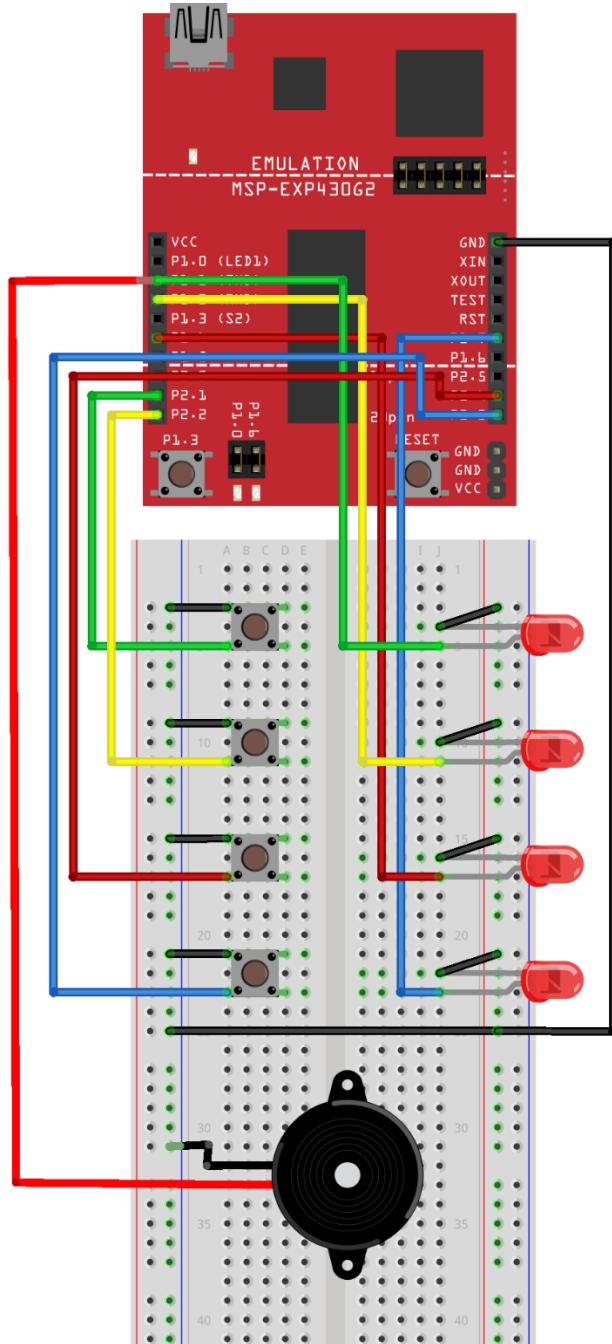 EMULATION
MSP-EXP430G2
VCC
P1.0 (LED1)
P1.3 (S2)
P2.1
P2.2
GND
XIN
XOUT
TEST
RST
P1.6
P2.5
P1.3
P1.0
P1.6
RESET
GND
GND
VCC
A B C D E
I J
1
1
10
15
20
20
30
30
35
35
40
40